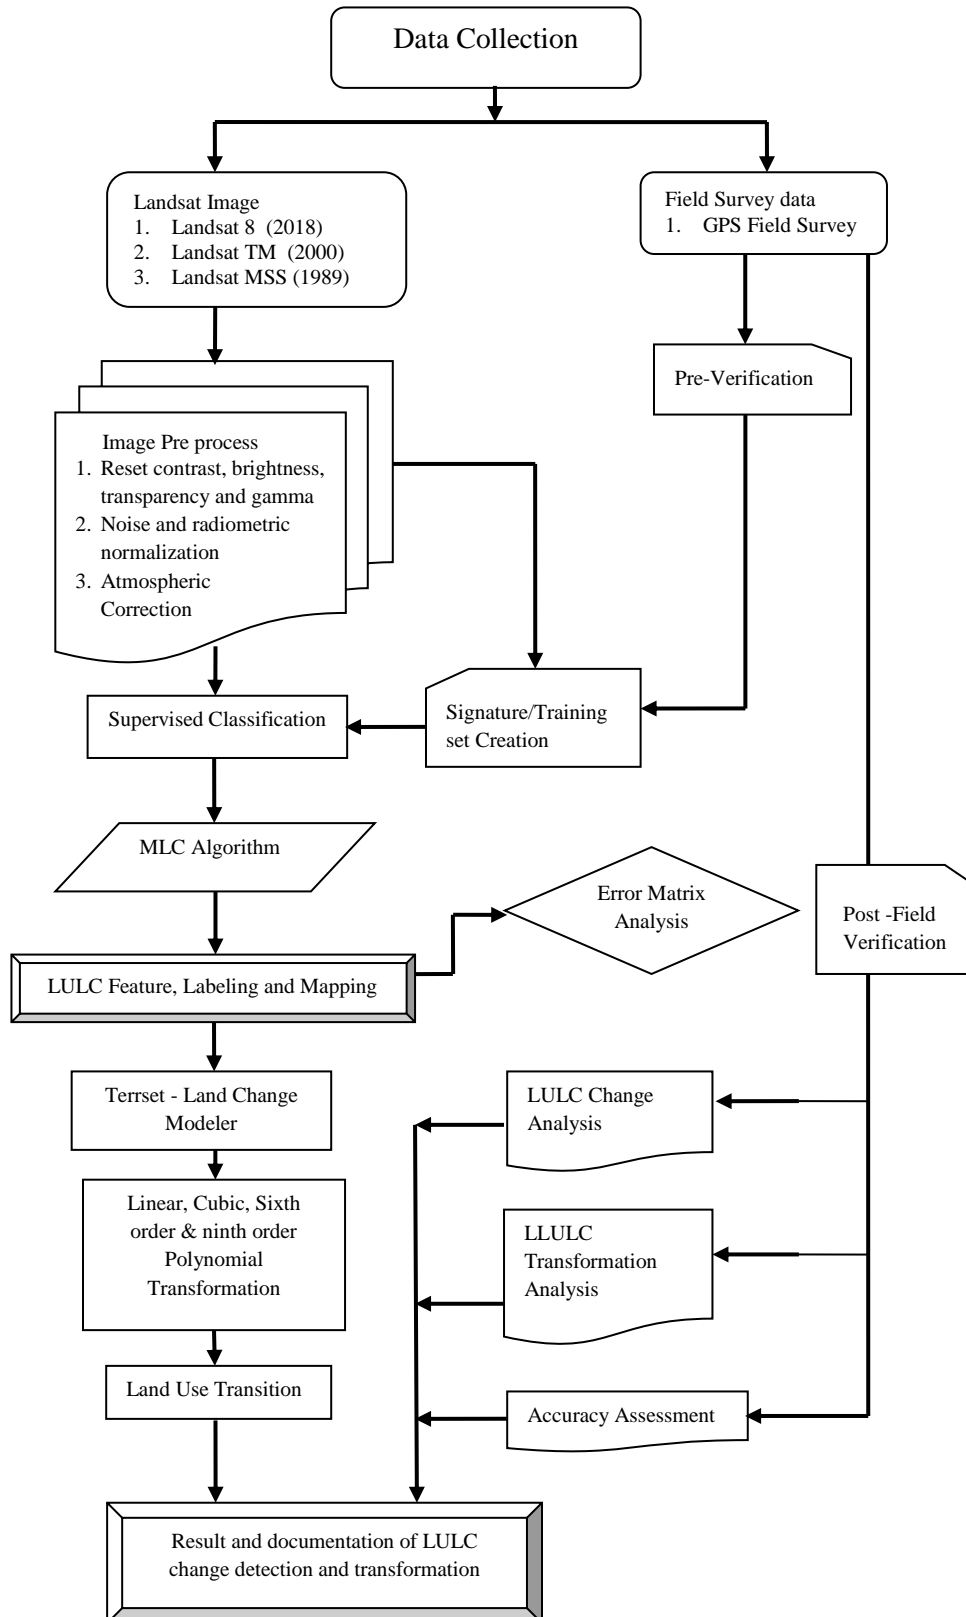 Data Collection
Landsat Image
1. Landsat 8 (2018)
2. Landsat TM (2000)
3. Landsat MSS (1989)
Field Survey data
1. GPS Field Survey
Pre-Verification
Image Pre process
1. Reset contrast, brightness,
transparency and gamma
2. Noise and radiometric
normalization
3. Atmospheric
Correction
Supervised Classification
Signature/Training
set Creation
MLC Algorithm
Error Matrix
Analysis
Post -Field
Verification
LULC Feature, Labeling and Mapping
Terrset - Land Change
Modeler
LULC Change
Analysis
Linear, Cubic, Sixth
order & ninth order
Polynomial
Transformation
LLULC
Transformation
Analysis
Land Use Transition
Accuracy Assessment
Result and documentation of LULC
change detection and transformation